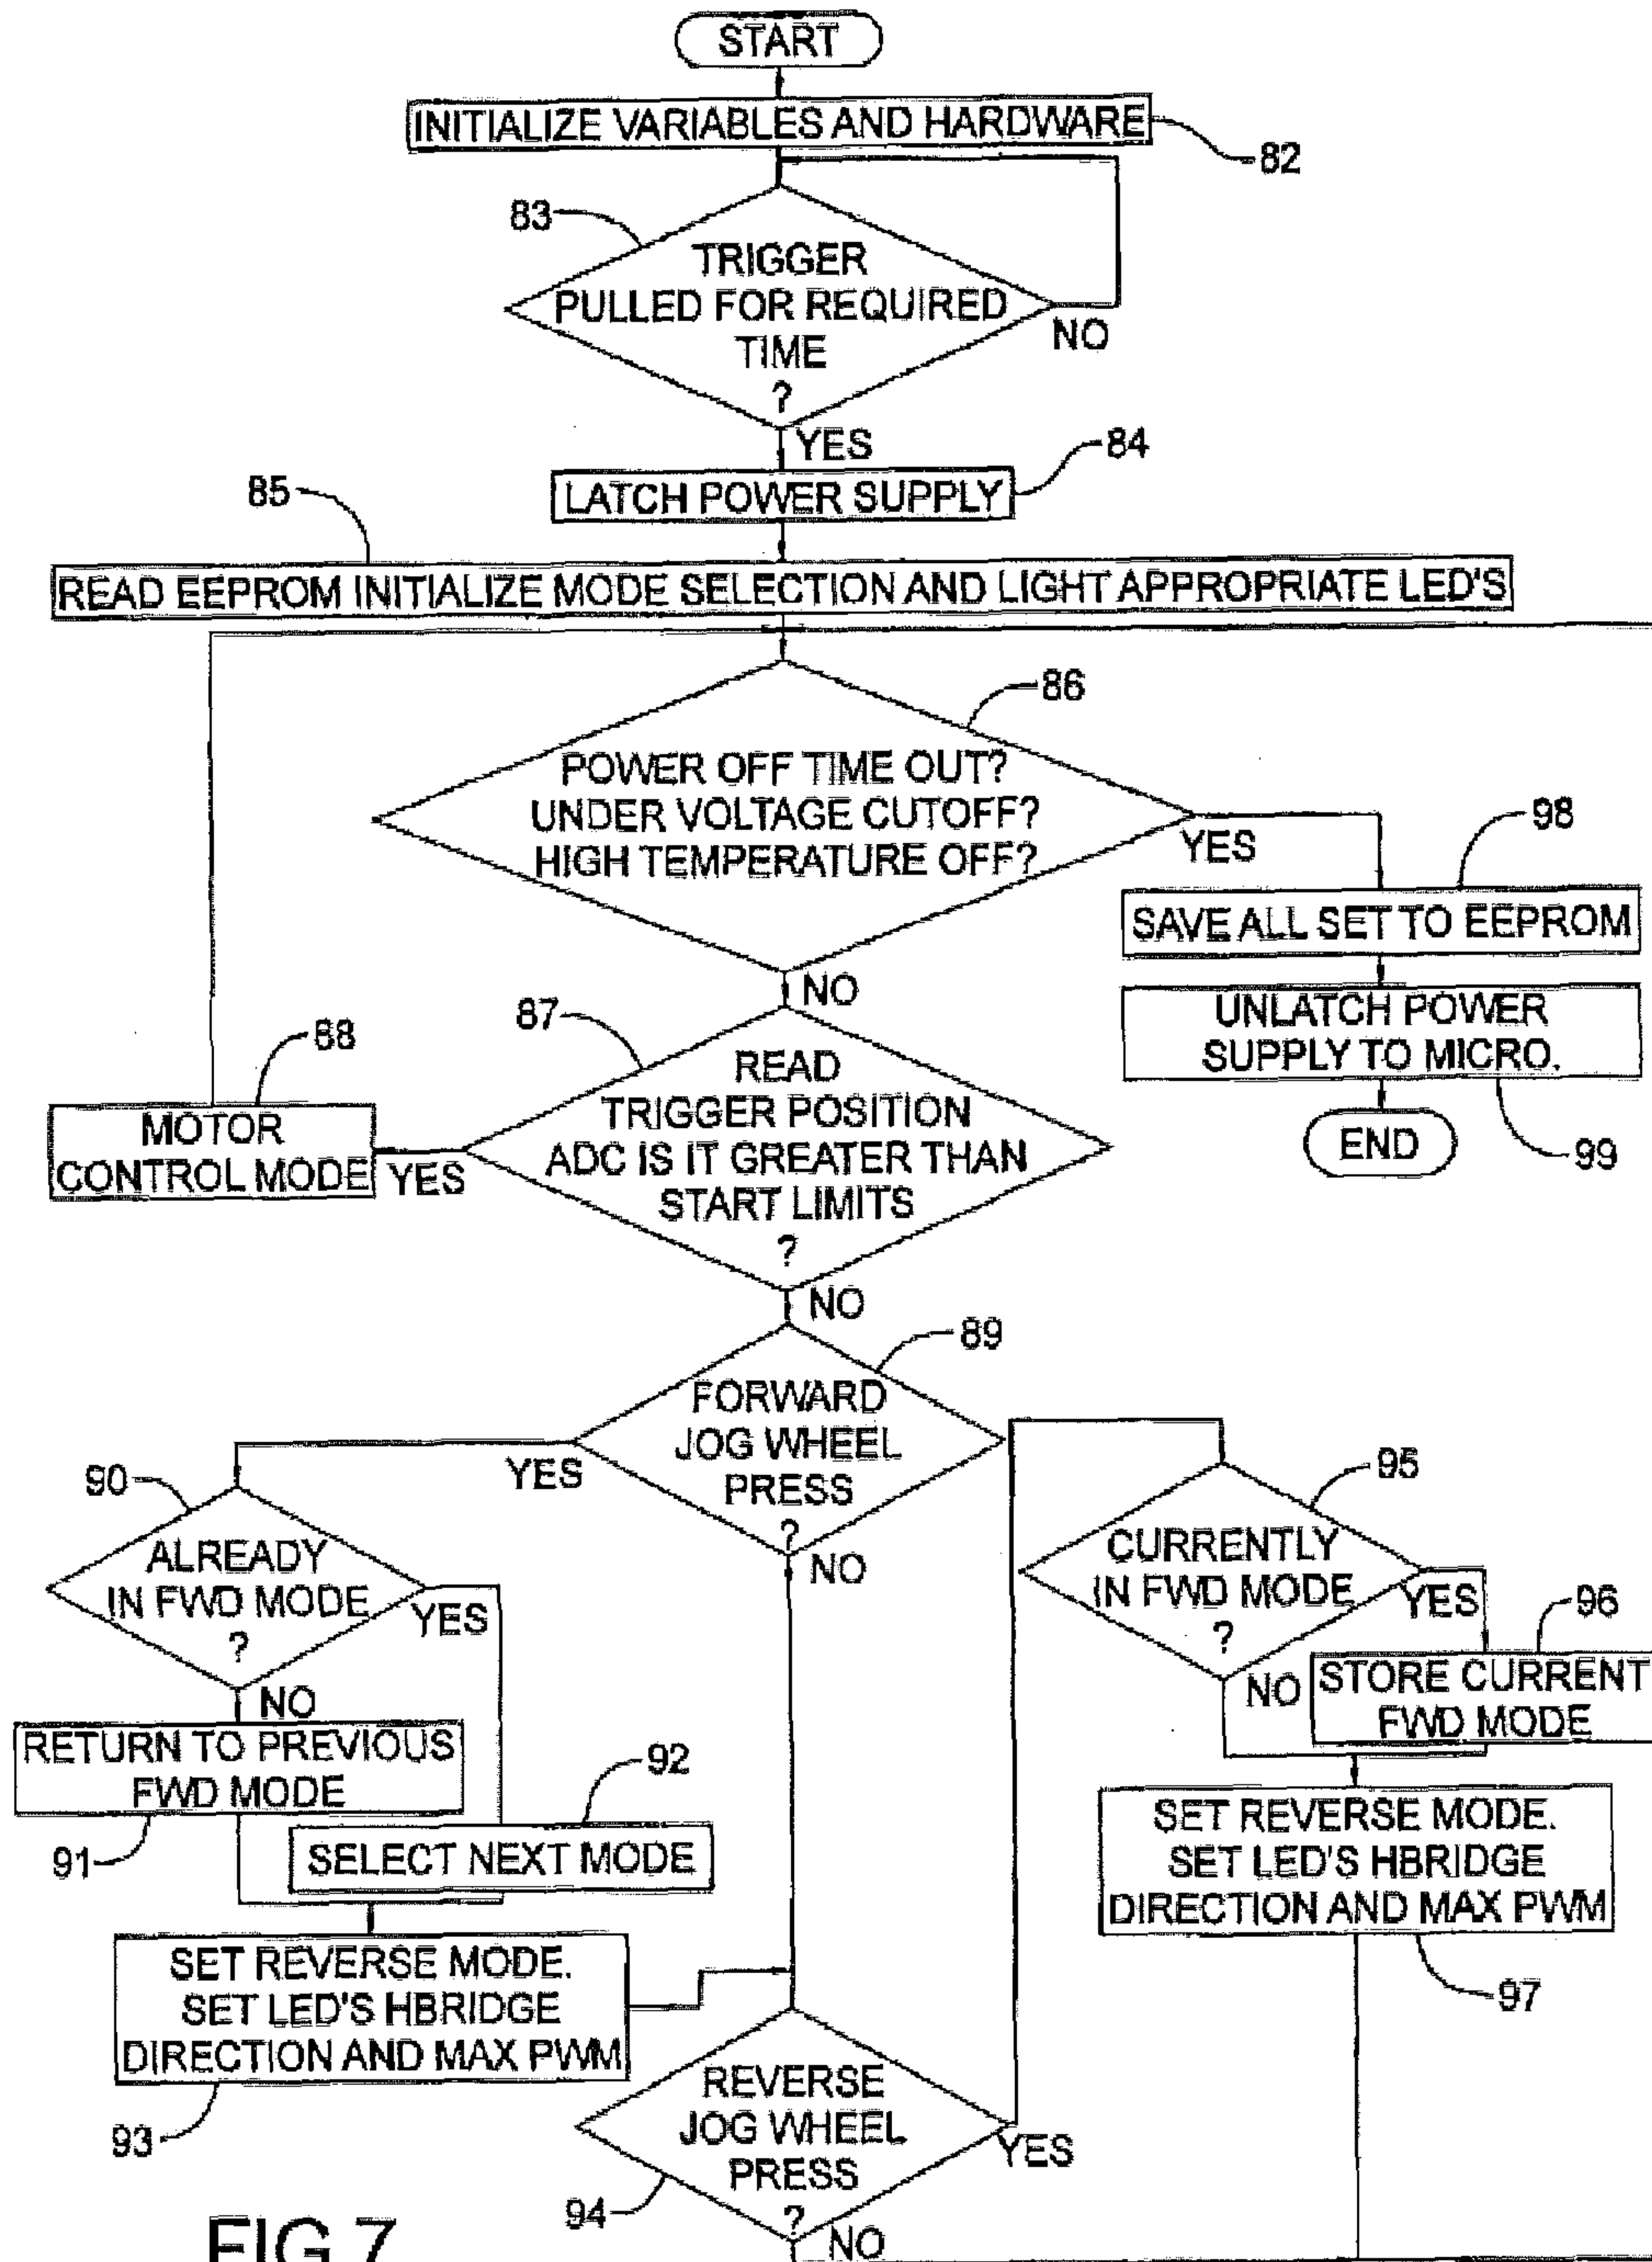 START
INITIALIZE VARIABLES AND HARDWARE
82
83
TRIGGER
PULLED FOR REQUIRED
TIME
?
NO
YES
84
LATCH POWER SUPPLY
85
READ EEPROM INITIALIZE MODE SELECTION AND LIGHT APPROPRIATE LED'S
86
POWER OFF TIME OUT?
UNDER VOLTAGE CUTOFF?
HIGH TEMPERATURE OFF?
YES
98
SAVE ALL SET TO EEPROM
NO
UNLATCH POWER
SUPPLY TO MICRO.
99
END
87
READ
TRIGGER POSITION
ADC IS IT GREATER THAN
START LIMITS
?
88
MOTOR
CONTROL MODE
YES
NO
89
FORWARD
JOG WHEEL
PRESS
?
YES
NO
90
ALREADY
IN FWD MODE
?
YES
NO
95
CURRENTLY
IN FWD MODE
?
YES
NO
96
STORE CURRENT
FWD MODE
RETURN TO PREVIOUS
FWD MODE
91
92
SELECT NEXT MODE
SET REVERSE MODE.
SET LED'S HBRIDGE
DIRECTION AND MAX PWM
97
SET REVERSE MODE.
SET LED'S HBRIDGE
DIRECTION AND MAX PWM
93
REVERSE
JOG WHEEL
PRESS
?
YES
94
NO
FIG.7